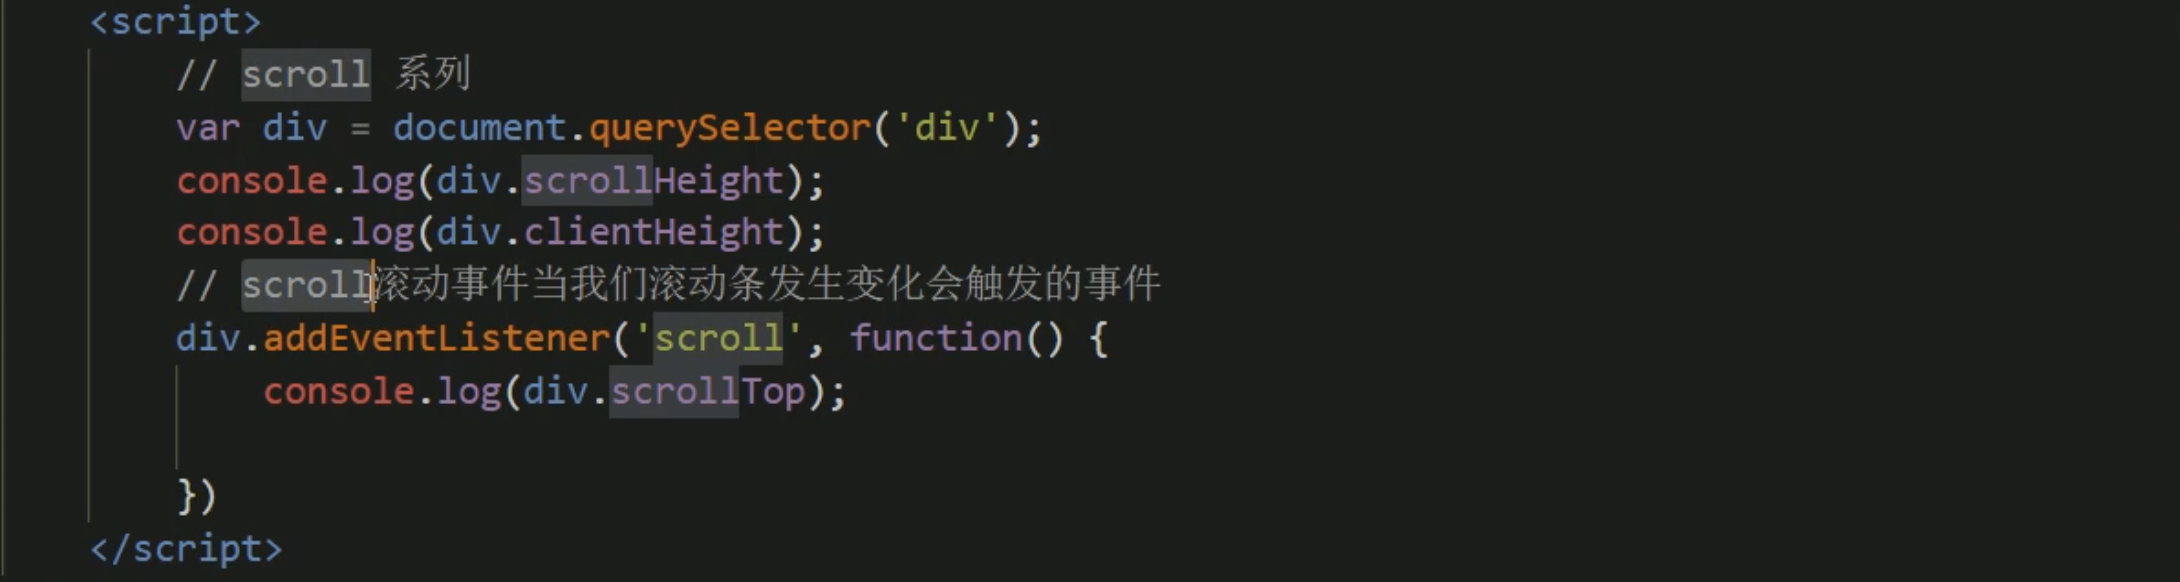 <script>
// scroll 系列
var div = document.querySelector('div');
console.log(div.scrollHeight);
console.log(div.clientHeight);
// scroll滚动事件当我们滚动条发生变化会触发的事件
div.addEventListener('scroll', function() {
console.log(div.scrollTop);
})
</script>